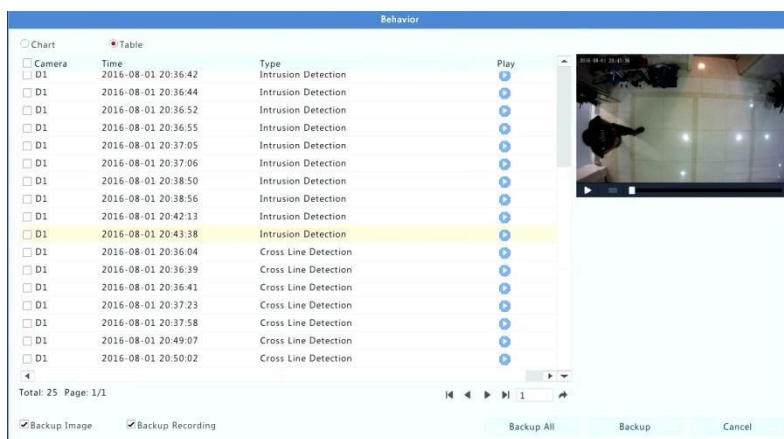 Behavior
Chart Table
Camera Time Type Play
D1 2016-08-01 20:36:42 Intrusion Detection
D1 2016-08-01 20:36:44 Intrusion Detection
D1 2016-08-01 20:36:52 Intrusion Detection
D1 2016-08-01 20:36:55 Intrusion Detection
D1 2016-08-01 20:37:05 Intrusion Detection
D1 2016-08-01 20:37:06 Intrusion Detection
D1 2016-08-01 20:38:50 Intrusion Detection
D1 2016-08-01 20:38:56 Intrusion Detection
D1 2016-08-01 20:42:13 Intrusion Detection
D1 2016-08-01 20:43:38 Intrusion Detection
D1 2016-08-01 20:36:04 Cross Line Detection
D1 2016-08-01 20:36:39 Cross Line Detection
D1 2016-08-01 20:36:41 Cross Line Detection
D1 2016-08-01 20:37:23 Cross Line Detection
D1 2016-08-01 20:37:58 Cross Line Detection
D1 2016-08-01 20:49:07 Cross Line Detection
D1 2016-08-01 20:50:02 Cross Line Detection
Total: 25 Page: 1/1 1
Backup Image Backup Recording Backup All Backup Cancel